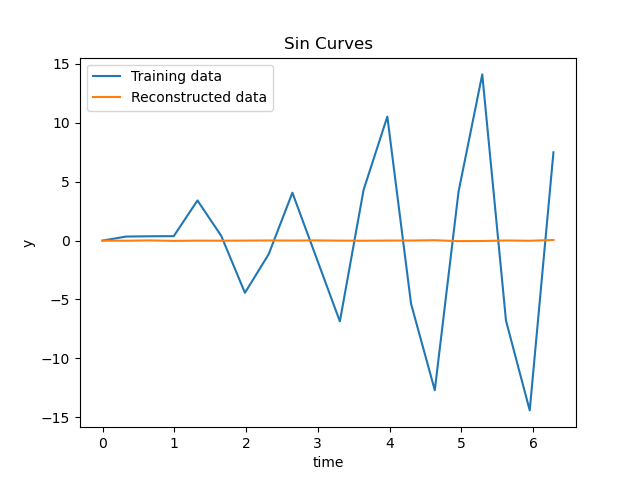 Sin Curves
Training data
Reconstructed data
15
10
5
0
−5
−10
−15
y
0 1 2 3 4 5 6
time